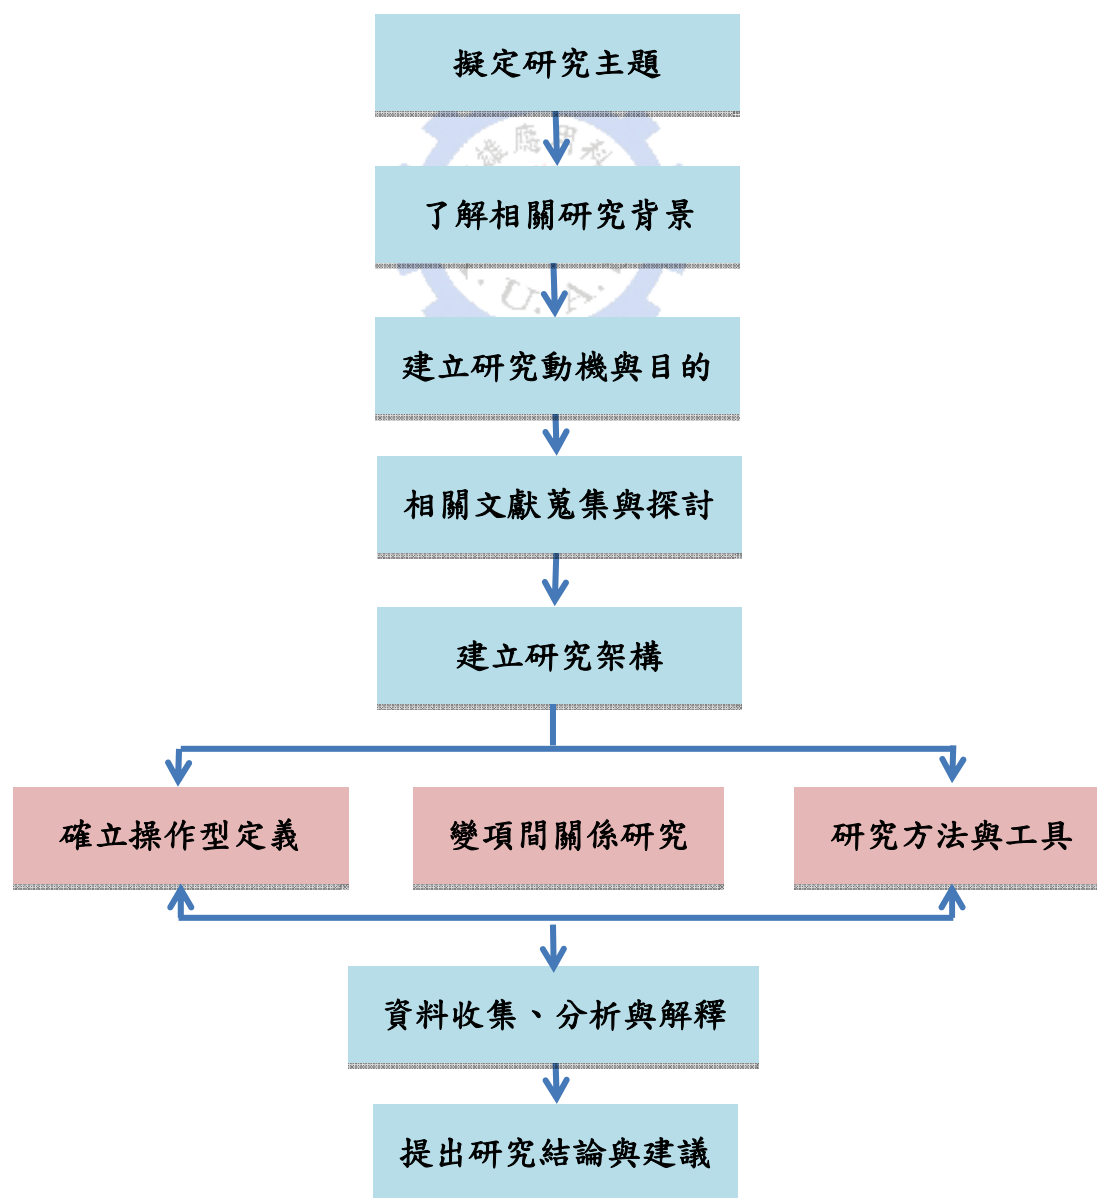 擬定研究主題
雄應用科
了解相關研究背景
U.A.
建立研究動機與目的
相關文獻蒐集與探討
建立研究架構
確立操作型定義
變項間關係研究
研究方法與工具
資料收集、分析與解釋
提出研究結論與建議